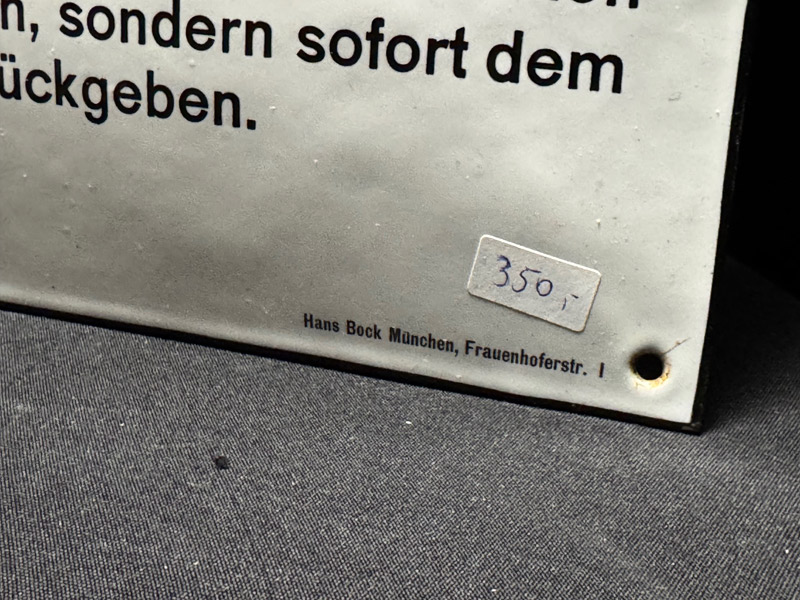 n, sondern sofort dem
ückgeben.
350,-
Hans Bock München, Frauenhoferstr. 1